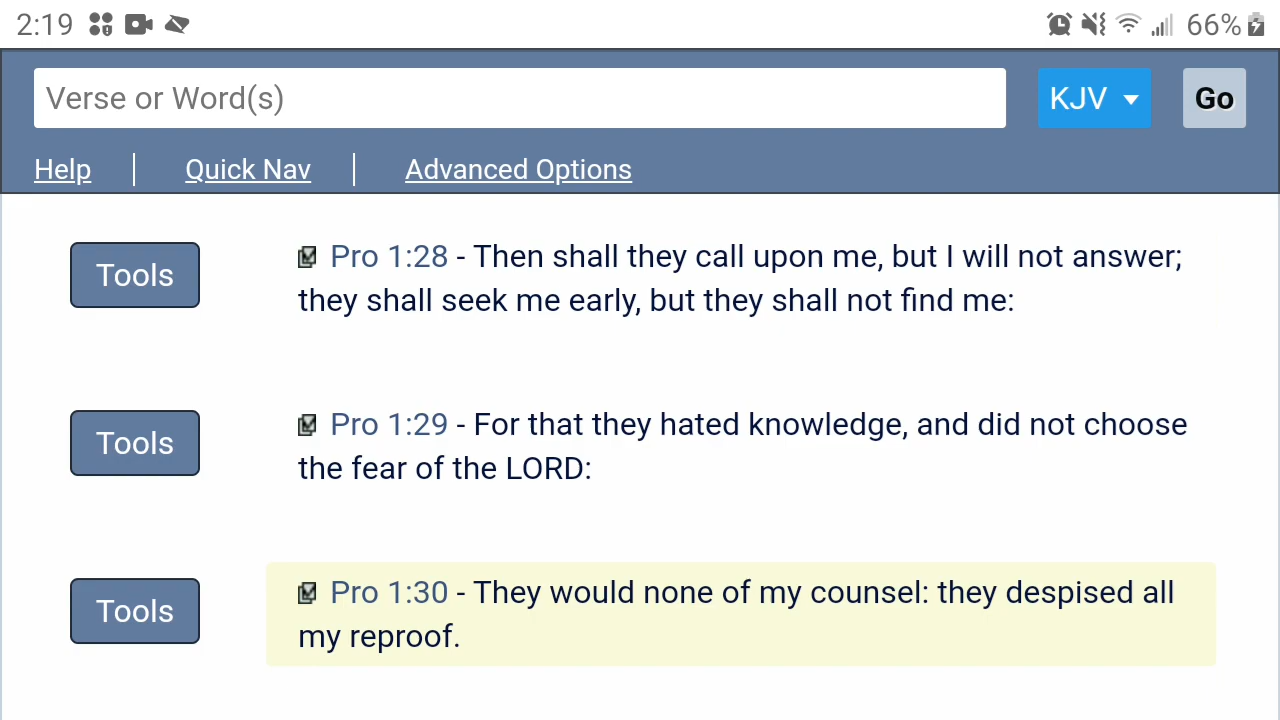 2:19 66%
Verse or Word(s) KJV Go
Help Quick Nav Advanced Options
Tools Pro 1:28 - Then shall they call upon me, but I will not answer;
they shall seek me early, but they shall not find me:
Tools Pro 1:29 - For that they hated knowledge, and did not choose
the fear of the LORD:
Tools Pro 1:30 - They would none of my counsel: they despised all
my reproof.